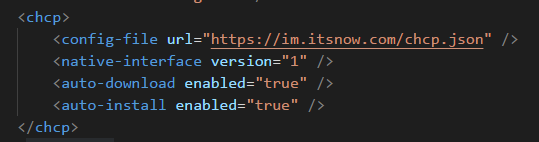 <chcp>
<config-file url="https://im.itsnow.com/chcp.json" />
<native-interface version="1" />
<auto-download enabled="true" />
<auto-install enabled="true" />
</chcp>